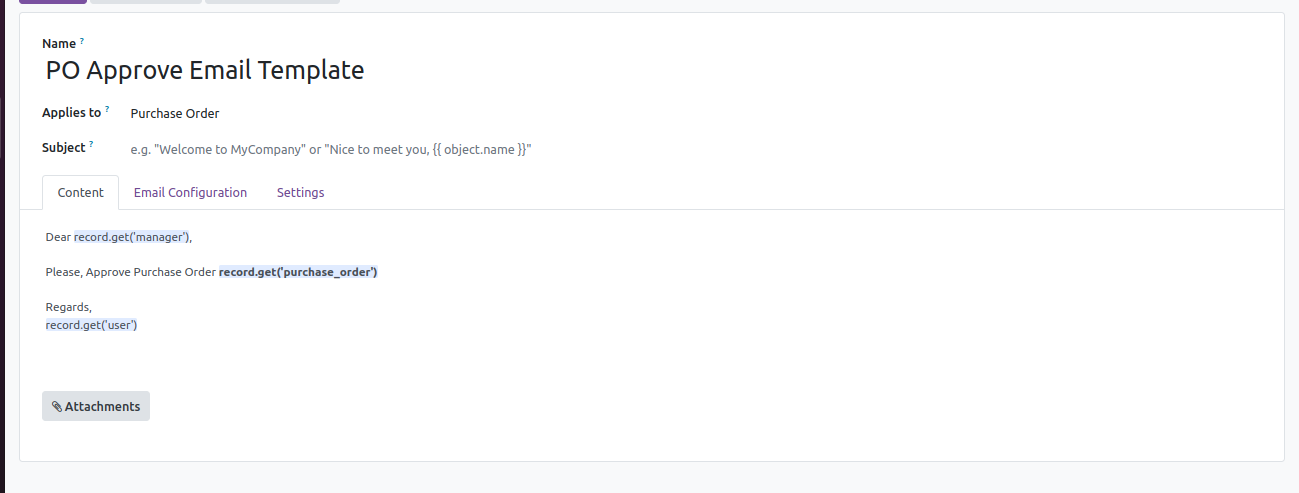 Name ?
PO Approve Email Template
Applies to ? Purchase Order
Subject ? e.g. "Welcome to MyCompany" or "Nice to meet you, {{ object.name }}"
Content Email Configuration Settings
Dear record.get('manager'),
Please, Approve Purchase Order record.get('purchase_order')
Regards,
record.get('user')
Attachments